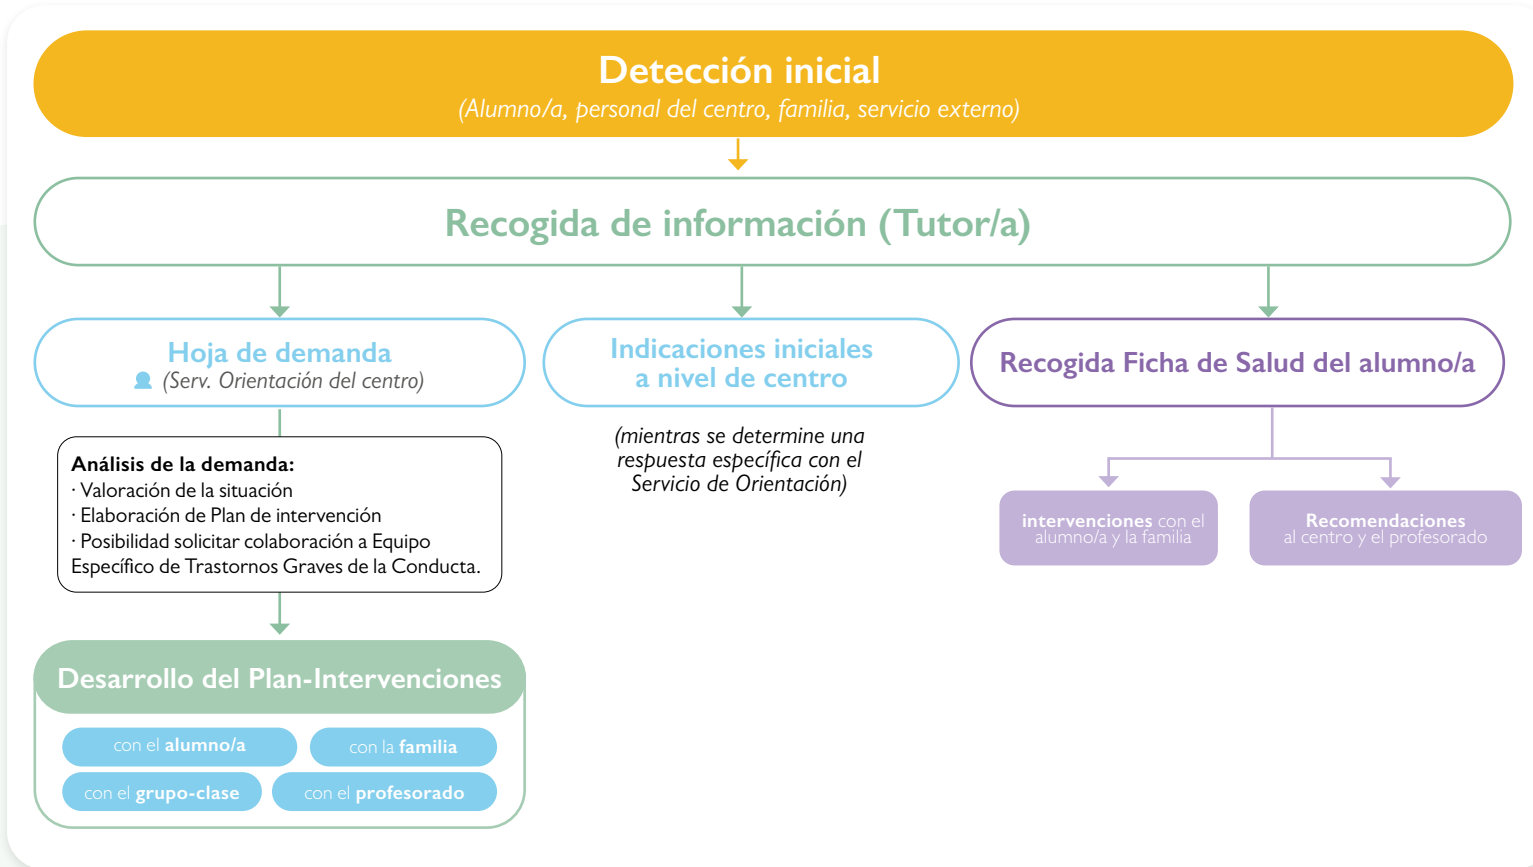 Detección inicial
(Alumno/a, personal del centro, familia, servicio externo)
Recogida de información (Tutor/a)
Hoja de demanda
(Serv. Orientación del centro)
Análisis de la demanda:
· Valoración de la situación
· Elaboración de Plan de intervención
· Posibilidad solicitar colaboración a Equipo
Específico de Trastornos Graves de la Conducta.
Desarrollo del Plan-Intervenciones
con el alumno/a
con la familia
con el grupo-clase
con el profesorado
Indicaciones iniciales
a nivel de centro
(mientras se determine una
respuesta específica con el
Servicio de Orientación)
Recogida Ficha de Salud del alumno/a
intervenciones con el
alumno/a y la familia
Recomendaciones
al centro y el profesorado